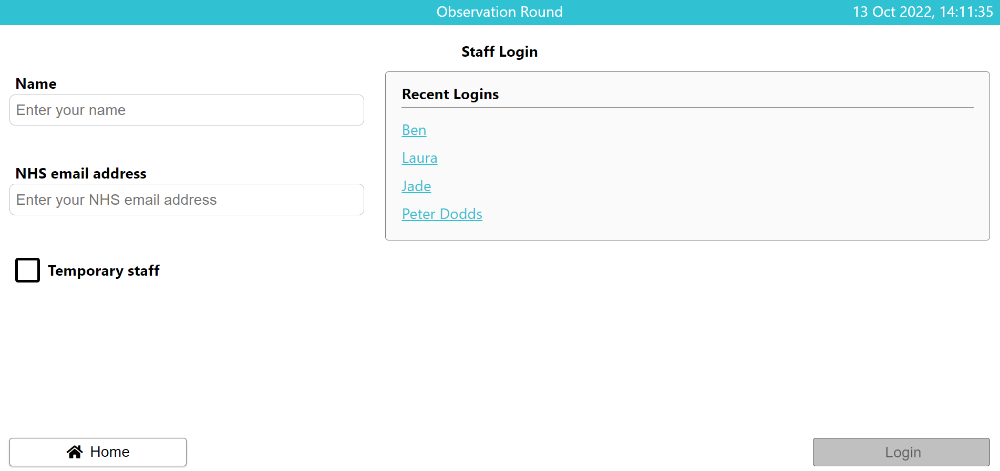 Observation Round
13 Oct 2022, 14:11:35
Staff Login
Name
Enter your name
NHS email address
Enter your NHS email address
Temporary staff
Recent Logins
Ben
Laura
Jade
Peter Dodds
Home
Login